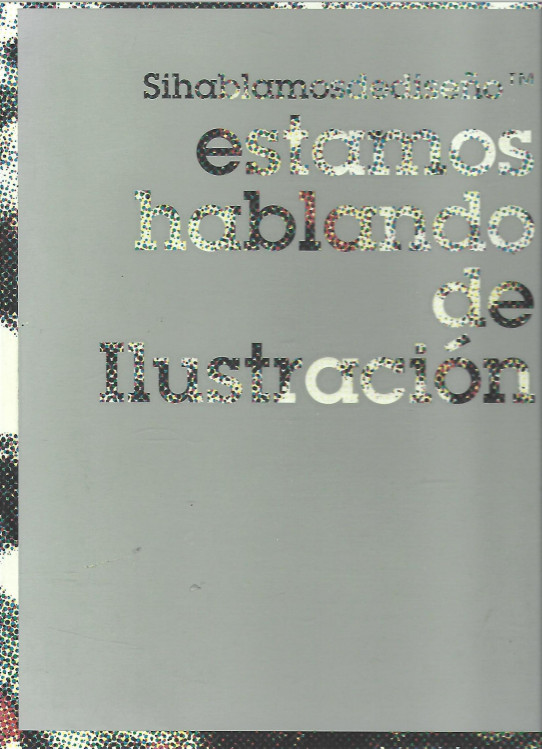 Sihablamosdediseño™
estamos
hablando
de
Ilustración